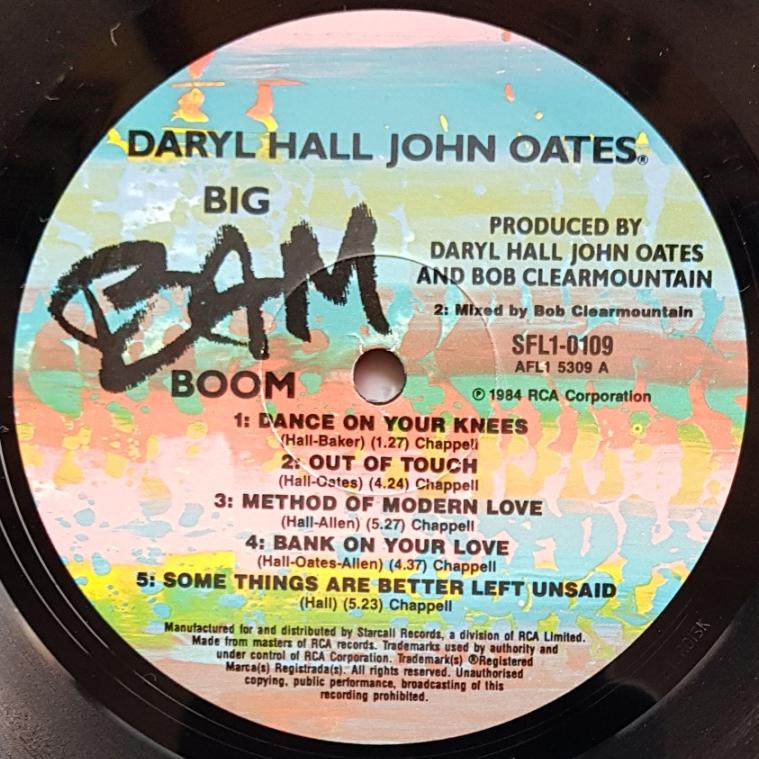 DARYL HALL JOHN OATES®
BIG
BAM
BOOM
PRODUCED BY
DARYL HALL JOHN OATES
AND BOB CLEARMOUNTAIN
2: Mixed by Bob Clearmountain
SFL1-0109
AFL1 5309 A
℗ 1984 RCA Corporation
1: DANCE ON YOUR KNEES
(Hall-Baker) (1.27) Chappell
2: OUT OF TOUCH
(Hall-Oates) (4.24) Chappell
3: METHOD OF MODERN LOVE
(Hall-Allen) (5.27) Chappell
4: BANK ON YOUR LOVE
(Hall-Oates-Allen) (4.37) Chappell
5: SOME THINGS ARE BETTER LEFT UNSAID
(Hall) (5.23) Chappell
Manufactured for and distributed by Starcall Records, a division of RCA Limited.
Made from masters of RCA records. Trademarks used by authority and
under control of RCA Corporation. Trademark(s) ®Registered
Marca(s) Registrada(s). All rights reserved. Unauthorised
copying, public performance, broadcasting of this
recording prohibited.